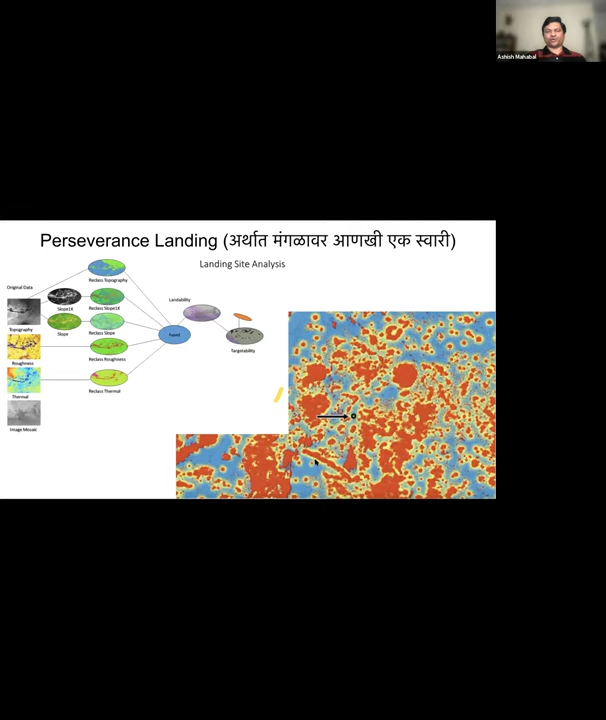 Ashish Mahabal
Perseverance Landing (अर्थात मंगळावर आणखी एक स्वारी)
Landing Site Analysis
Original Data
Reclass Topography
Topography
Slope1K
Reclass Slope1K
Slope
Reclass Slope
Landability
Fused
Targetability
Roughness
Reclass Roughness
Thermal
Reclass Thermal
Image Mosaic